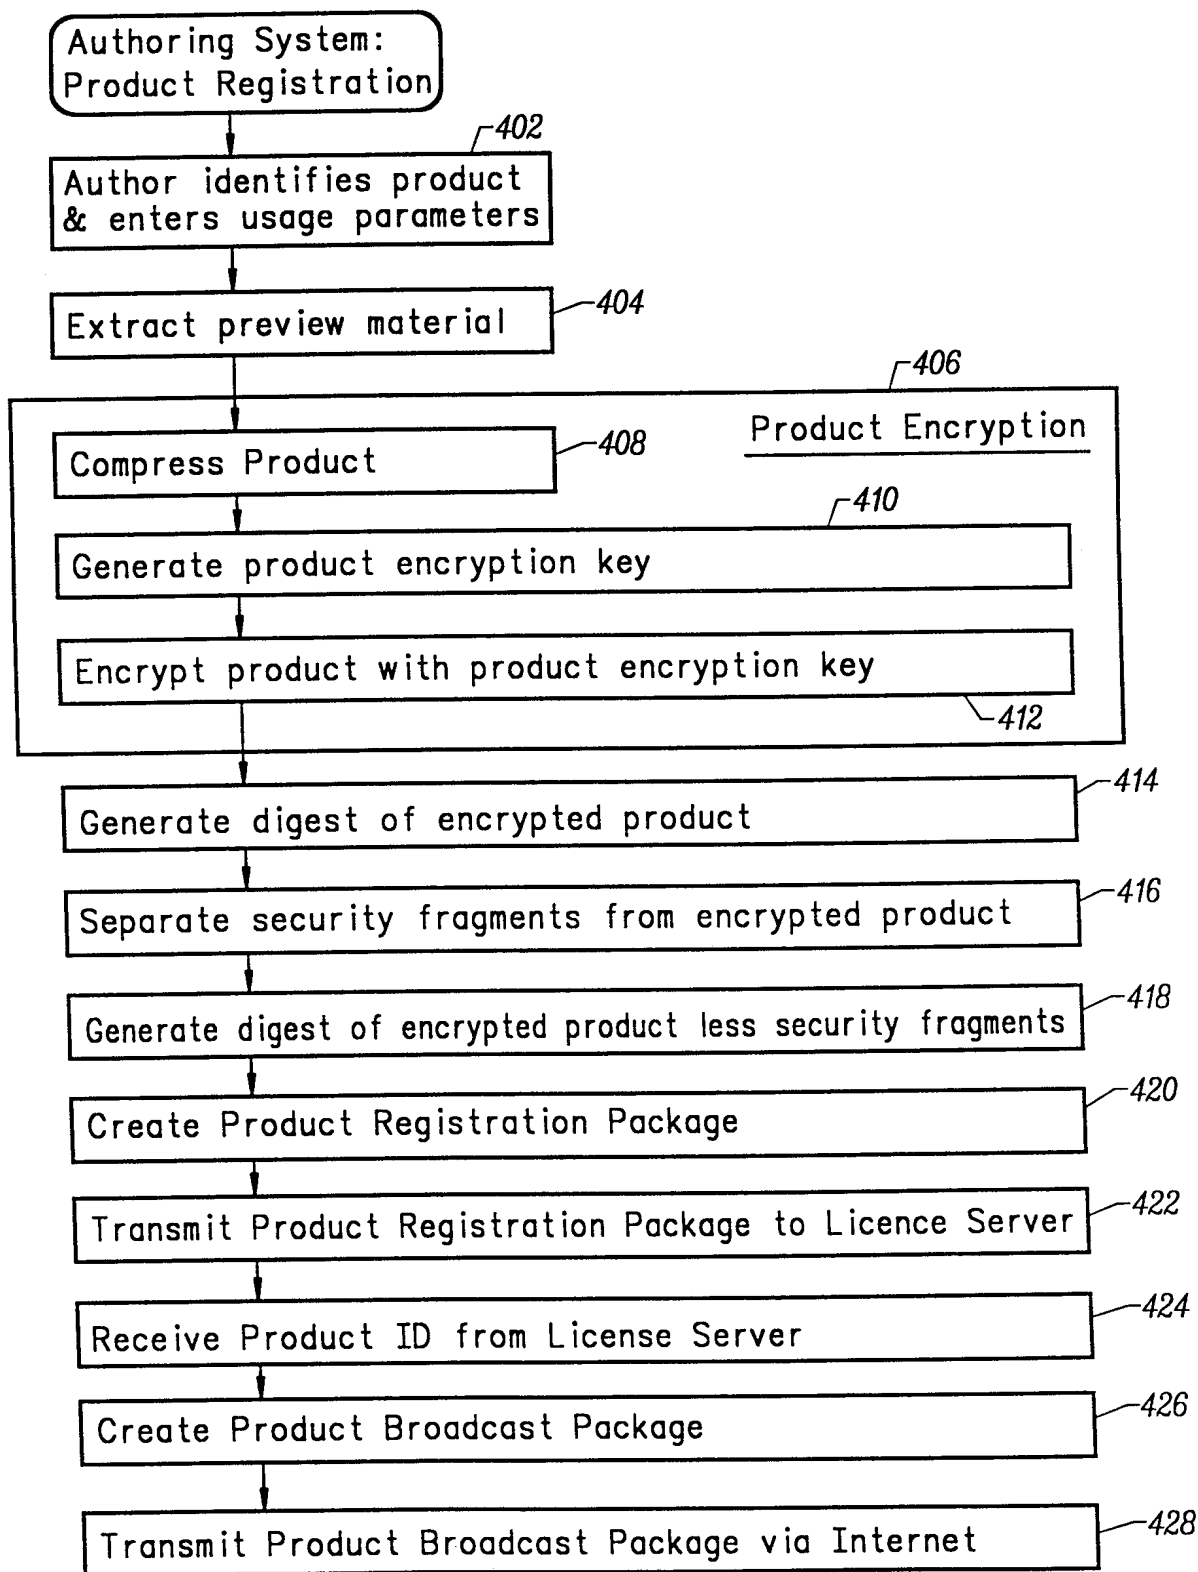 Authoring System:
Product Registration
402
Author identifies product
& enters usage parameters
404
Extract preview material
406
Product Encryption
408
Compress Product
410
Generate product encryption key
Encrypt product with product encryption key
412
414
Generate digest of encrypted product
416
Separate security fragments from encrypted product
418
Generate digest of encrypted product less security fragments
420
Create Product Registration Package
422
Transmit Product Registration Package to Licence Server
424
Receive Product ID from License Server
426
Create Product Broadcast Package
428
Transmit Product Broadcast Package via Internet